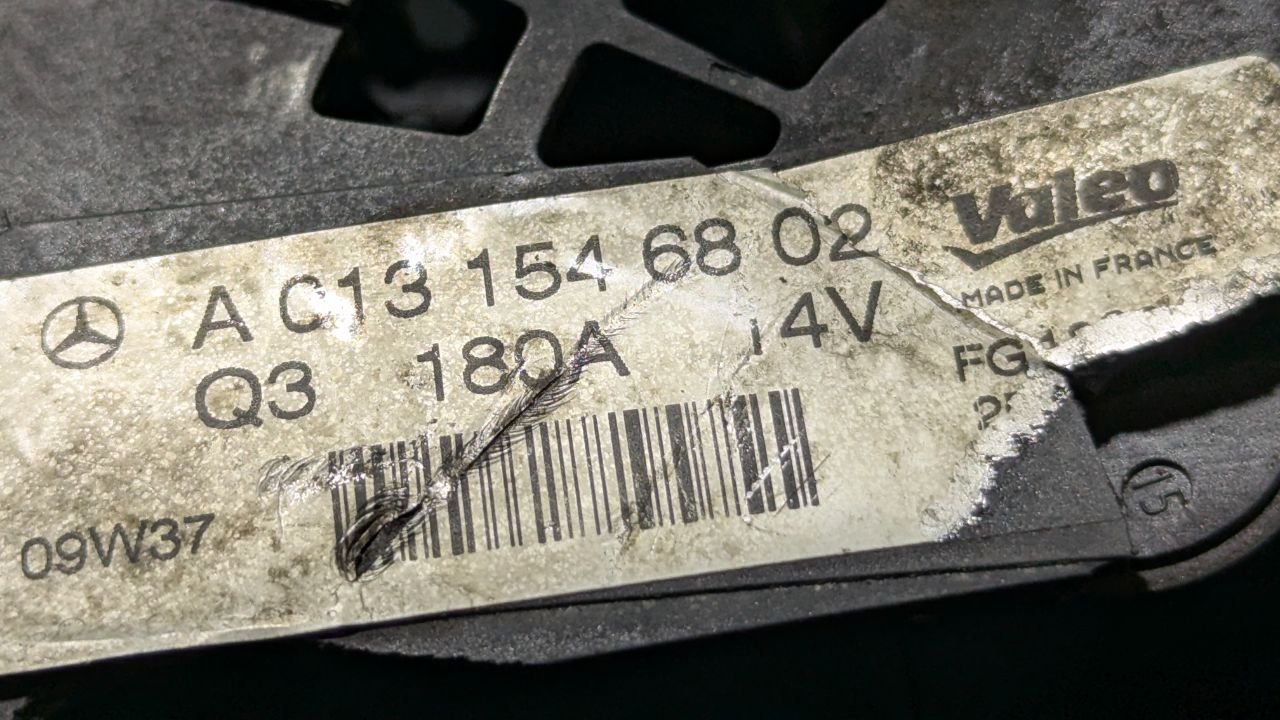 A 013 154 68 02
Q3 180A 14V
09W37
Valeo
MADE IN FRANCE
FG
15